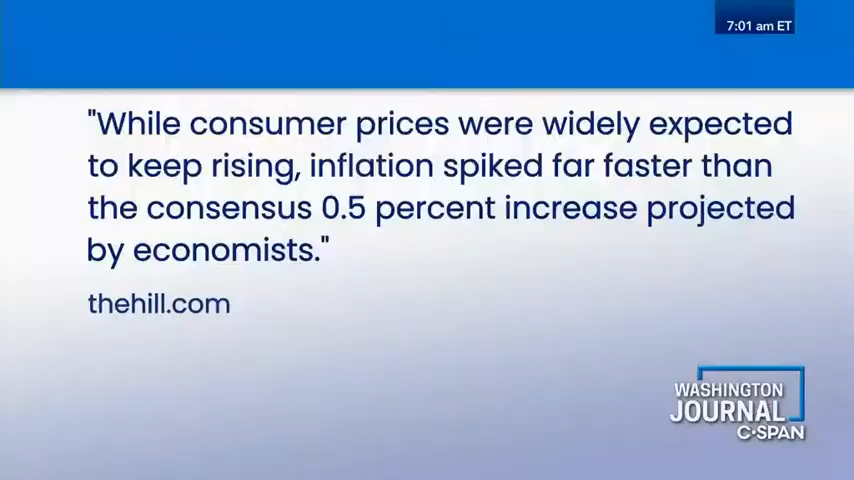 7:01 am ET
"While consumer prices were widely expected
to keep rising, inflation spiked far faster than
the consensus 0.5 percent increase projected
by economists."
thehill.com
WASHINGTON
JOURNAL
C-SPAN